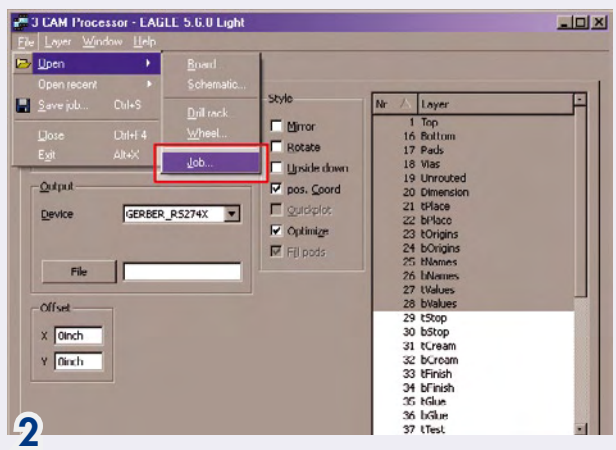 3 CAM Processor - EAGLE 5.6.0 Light
File Layer Window Help
Open
Open recent
Save job... Ctrl+S
Close Ctrl+F4
Exit Alt+X
Board
Schematic...
Drill rack...
Wheel...
Job...
Style
Mirror
Rotate
Upside down
pos. Coord
Quickplot
Optimize
Fill pads
Output
Device GERBER_RS274X
File
Offset
X 0inch
Y 0inch
Nr Layer
1 Top
16 Bottom
17 Pads
18 Vias
19 Unrouted
20 Dimension
21 tPlace
22 bPlace
23 tOrigins
24 bOrigins
25 tNames
26 bNames
27 tValues
28 bValues
29 tStop
30 bStop
31 tCream
32 bCream
33 tFinish
34 bFinish
35 tGlue
36 bGlue
37 tTest
2